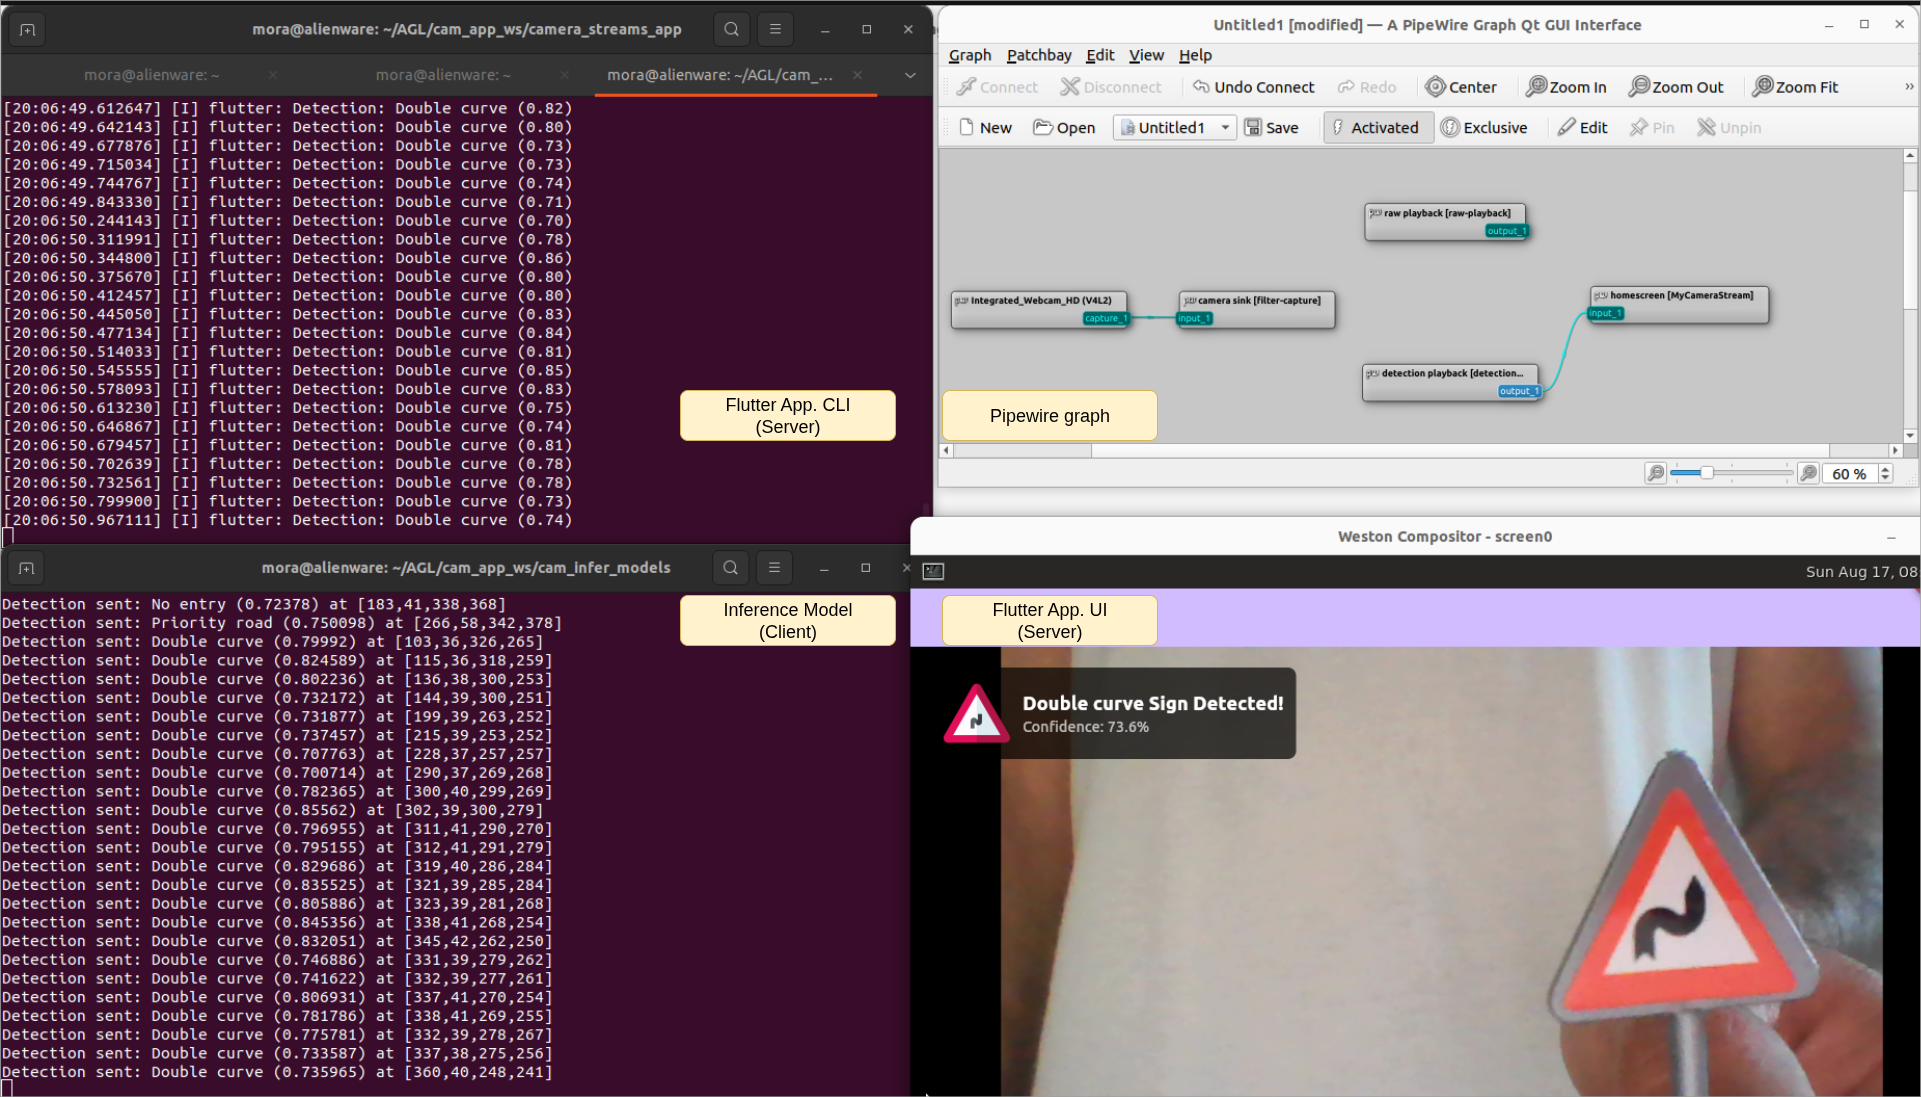 mora@alienware: ~/AGL/cam_app_ws/camera_streams_app
mora@alienware: ~
mora@alienware: ~
mora@alienware: ~/AGL/cam_...
[20:06:49.612647] [I] flutter: Detection: Double curve (0.82)
[20:06:49.642143] [I] flutter: Detection: Double curve (0.80)
[20:06:49.677876] [I] flutter: Detection: Double curve (0.73)
[20:06:49.715034] [I] flutter: Detection: Double curve (0.73)
[20:06:49.744767] [I] flutter: Detection: Double curve (0.74)
[20:06:49.843330] [I] flutter: Detection: Double curve (0.71)
[20:06:50.244143] [I] flutter: Detection: Double curve (0.70)
[20:06:50.311991] [I] flutter: Detection: Double curve (0.78)
[20:06:50.344800] [I] flutter: Detection: Double curve (0.86)
[20:06:50.375670] [I] flutter: Detection: Double curve (0.80)
[20:06:50.412457] [I] flutter: Detection: Double curve (0.80)
[20:06:50.445050] [I] flutter: Detection: Double curve (0.83)
[20:06:50.477134] [I] flutter: Detection: Double curve (0.84)
[20:06:50.514033] [I] flutter: Detection: Double curve (0.81)
[20:06:50.545555] [I] flutter: Detection: Double curve (0.85)
[20:06:50.578093] [I] flutter: Detection: Double curve (0.83)
[20:06:50.613230] [I] flutter: Detection: Double curve (0.75)
[20:06:50.646867] [I] flutter: Detection: Double curve (0.74)
[20:06:50.679457] [I] flutter: Detection: Double curve (0.81)
[20:06:50.702639] [I] flutter: Detection: Double curve (0.78)
[20:06:50.732561] [I] flutter: Detection: Double curve (0.78)
[20:06:50.799900] [I] flutter: Detection: Double curve (0.73)
[20:06:50.967111] [I] flutter: Detection: Double curve (0.74)
Flutter App. CLI
(Server)
Untitled1 [modified] — A PipeWire Graph Qt GUI Interface
Graph Patchbay Edit View Help
Connect Disconnect Undo Connect Redo Center Zoom In Zoom Out Zoom Fit »
New Open Untitled1 Save Activated Exclusive Edit Pin Unpin
raw playback [raw-playback]
output_1
Integrated_Webcam_HD (V4L2)
capture_1
camera sink [filter-capture]
input_1
homescreen [MyCameraStream]
input_1
detection playback [detection...
output_1
Pipewire graph
60 %
mora@alienware: ~/AGL/cam_app_ws/cam_infer_models
Detection sent: No entry (0.72378) at [183,41,338,368]
Detection sent: Priority road (0.750098) at [266,58,342,378]
Detection sent: Double curve (0.79992) at [103,36,326,265]
Detection sent: Double curve (0.824589) at [115,36,318,259]
Detection sent: Double curve (0.802236) at [136,38,300,253]
Detection sent: Double curve (0.732172) at [144,39,300,251]
Detection sent: Double curve (0.731877) at [199,39,263,252]
Detection sent: Double curve (0.737457) at [215,39,253,252]
Detection sent: Double curve (0.707763) at [228,37,257,257]
Detection sent: Double curve (0.700714) at [290,37,269,268]
Detection sent: Double curve (0.782365) at [300,40,299,269]
Detection sent: Double curve (0.85562) at [302,39,300,279]
Detection sent: Double curve (0.796955) at [311,41,290,270]
Detection sent: Double curve (0.795155) at [312,41,291,279]
Detection sent: Double curve (0.829686) at [319,40,286,284]
Detection sent: Double curve (0.835525) at [321,39,285,284]
Detection sent: Double curve (0.805886) at [323,39,281,268]
Detection sent: Double curve (0.845356) at [338,41,268,254]
Detection sent: Double curve (0.832051) at [345,42,262,250]
Detection sent: Double curve (0.746886) at [331,39,279,262]
Detection sent: Double curve (0.741622) at [332,39,277,261]
Detection sent: Double curve (0.806931) at [337,41,270,254]
Detection sent: Double curve (0.781786) at [338,41,269,255]
Detection sent: Double curve (0.775781) at [332,39,278,267]
Detection sent: Double curve (0.733587) at [337,38,275,256]
Detection sent: Double curve (0.735965) at [360,40,248,241]
Inference Model
(Client)
Weston Compositor - screen0
Sun Aug 17, 08
Flutter App. UI
(Server)
Double curve Sign Detected!
Confidence: 73.6%